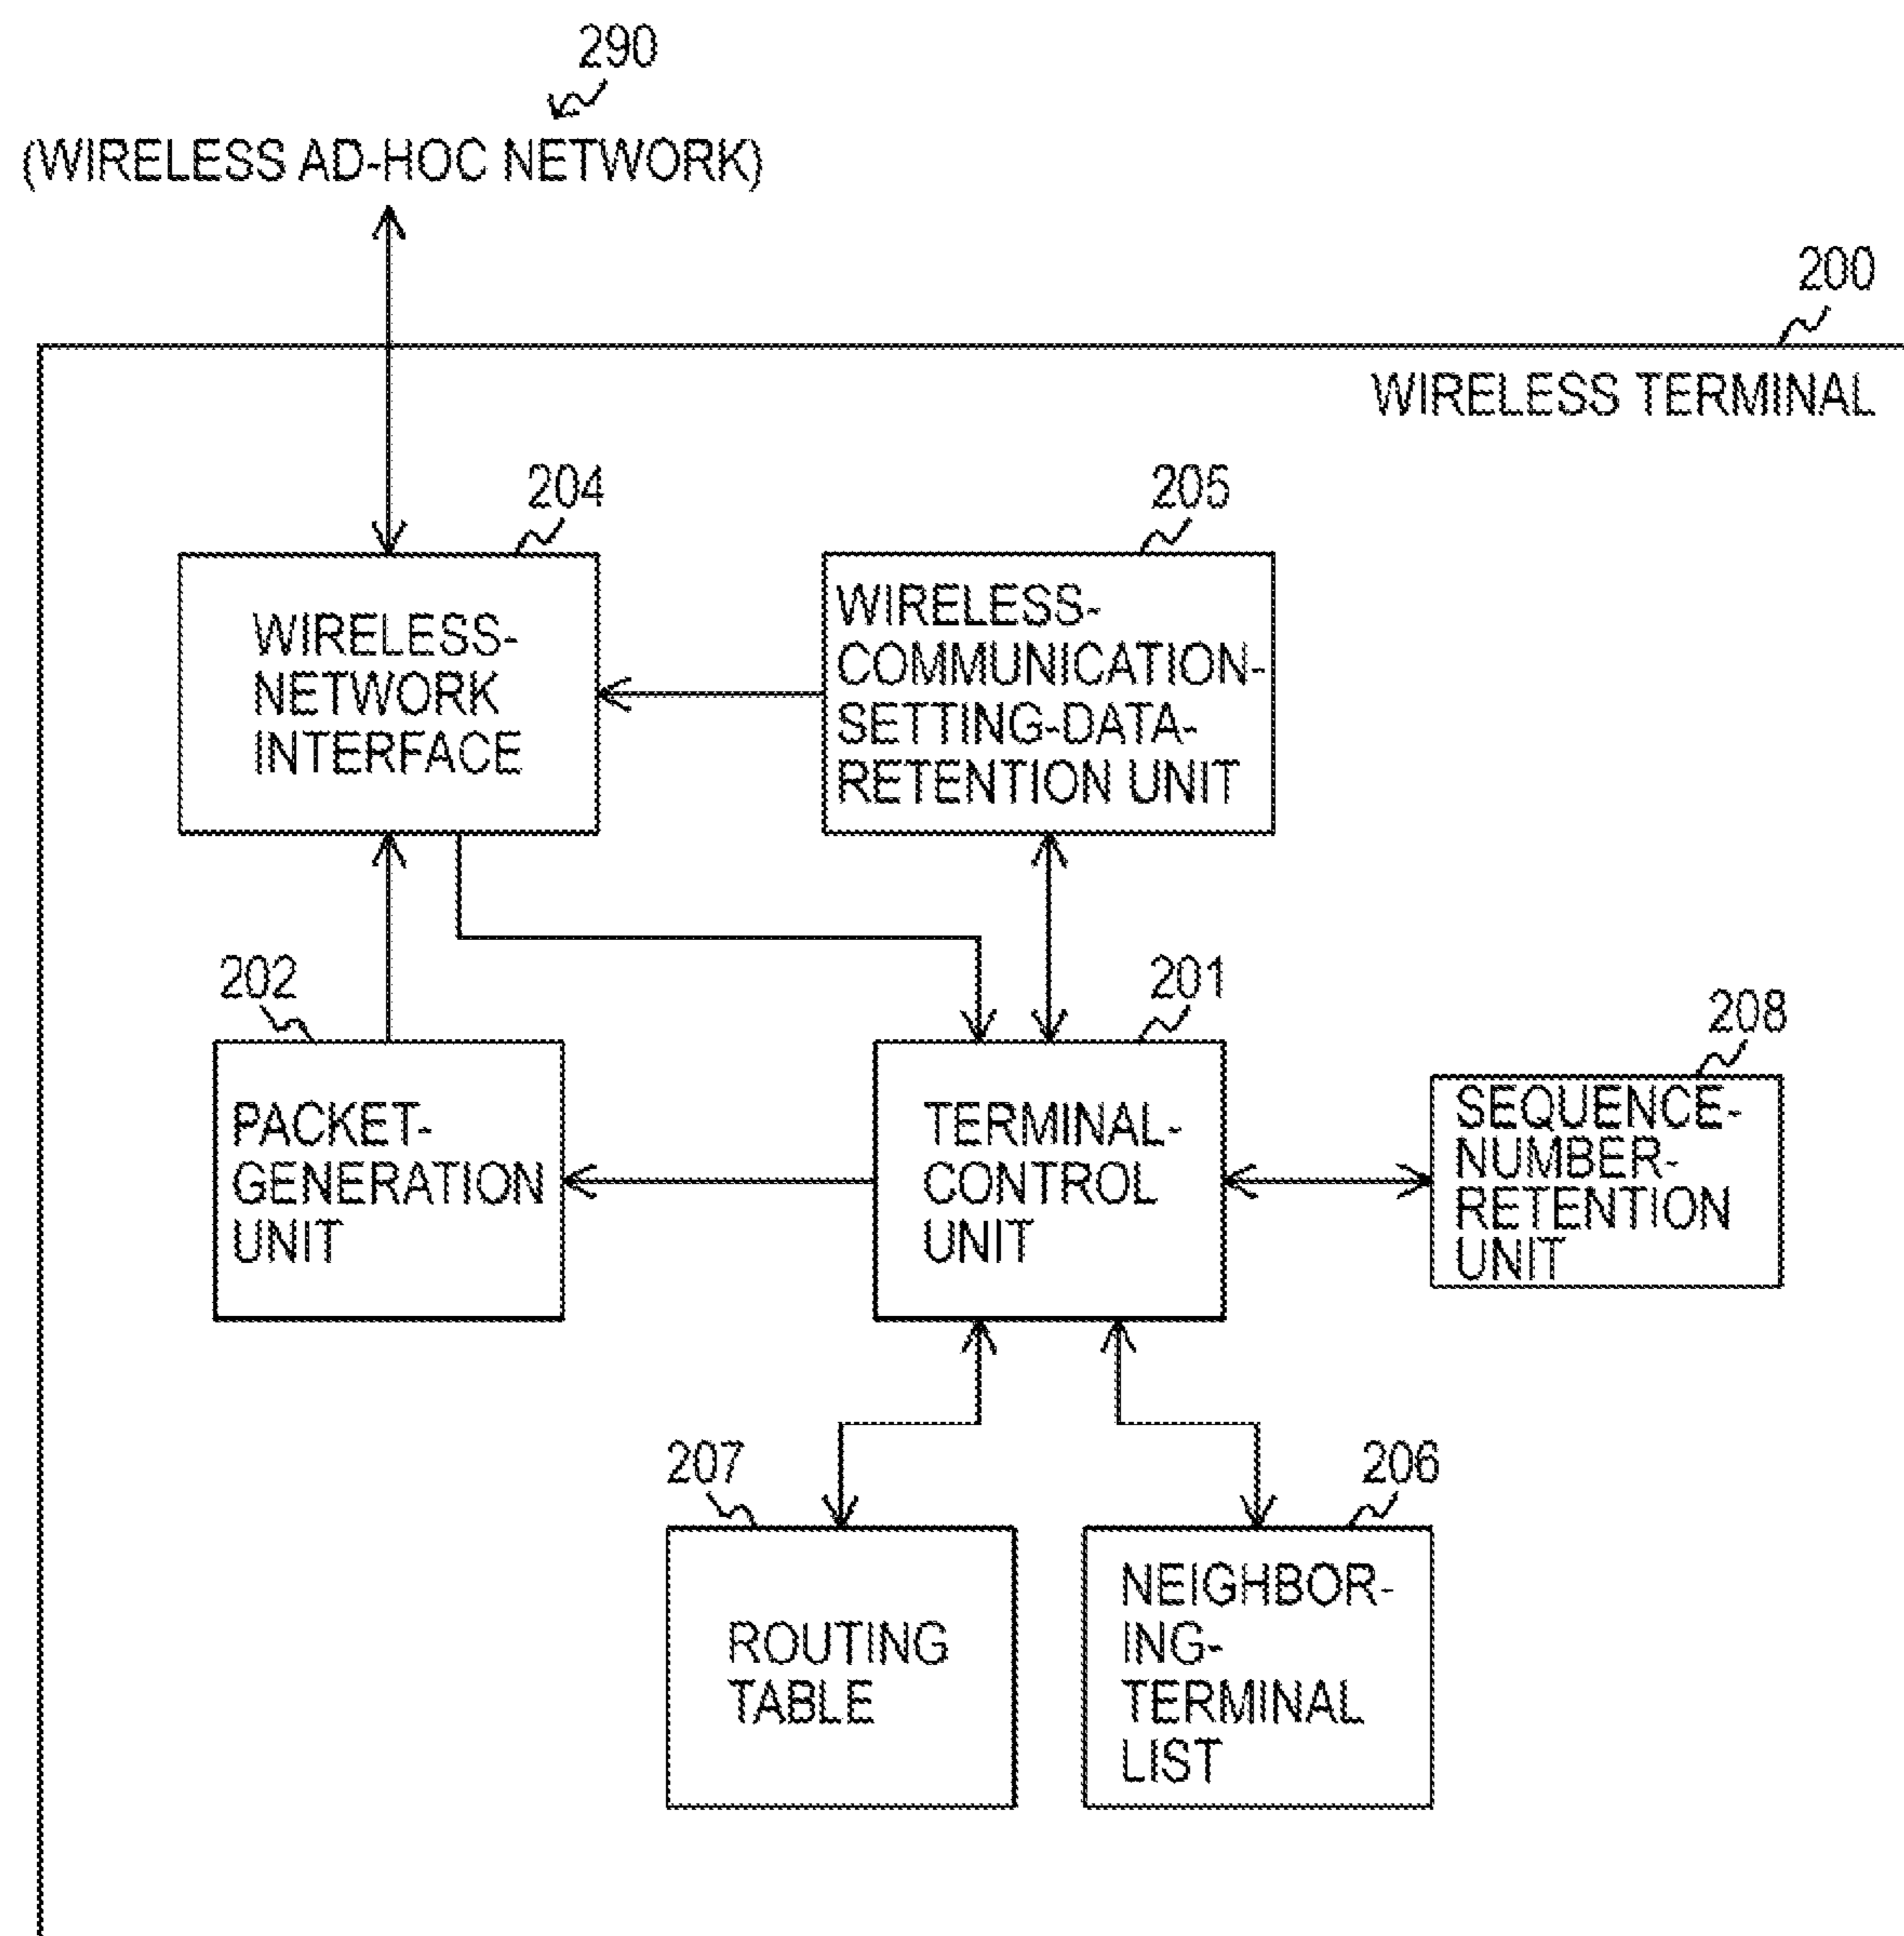 290
(WIRELESS AD-HOC NETWORK)
200
WIRELESS TERMINAL
204
WIRELESS-
NETWORK
INTERFACE
205
WIRELESS-
COMMUNICATION-
SETTING-DATA-
RETENTION UNIT
202
PACKET-
GENERATION
UNIT
201
TERMINAL-
CONTROL
UNIT
208
SEQUENCE-
NUMBER-
RETENTION
UNIT
207
ROUTING
TABLE
206
NEIGHBOR-
ING-
TERMINAL
LIST